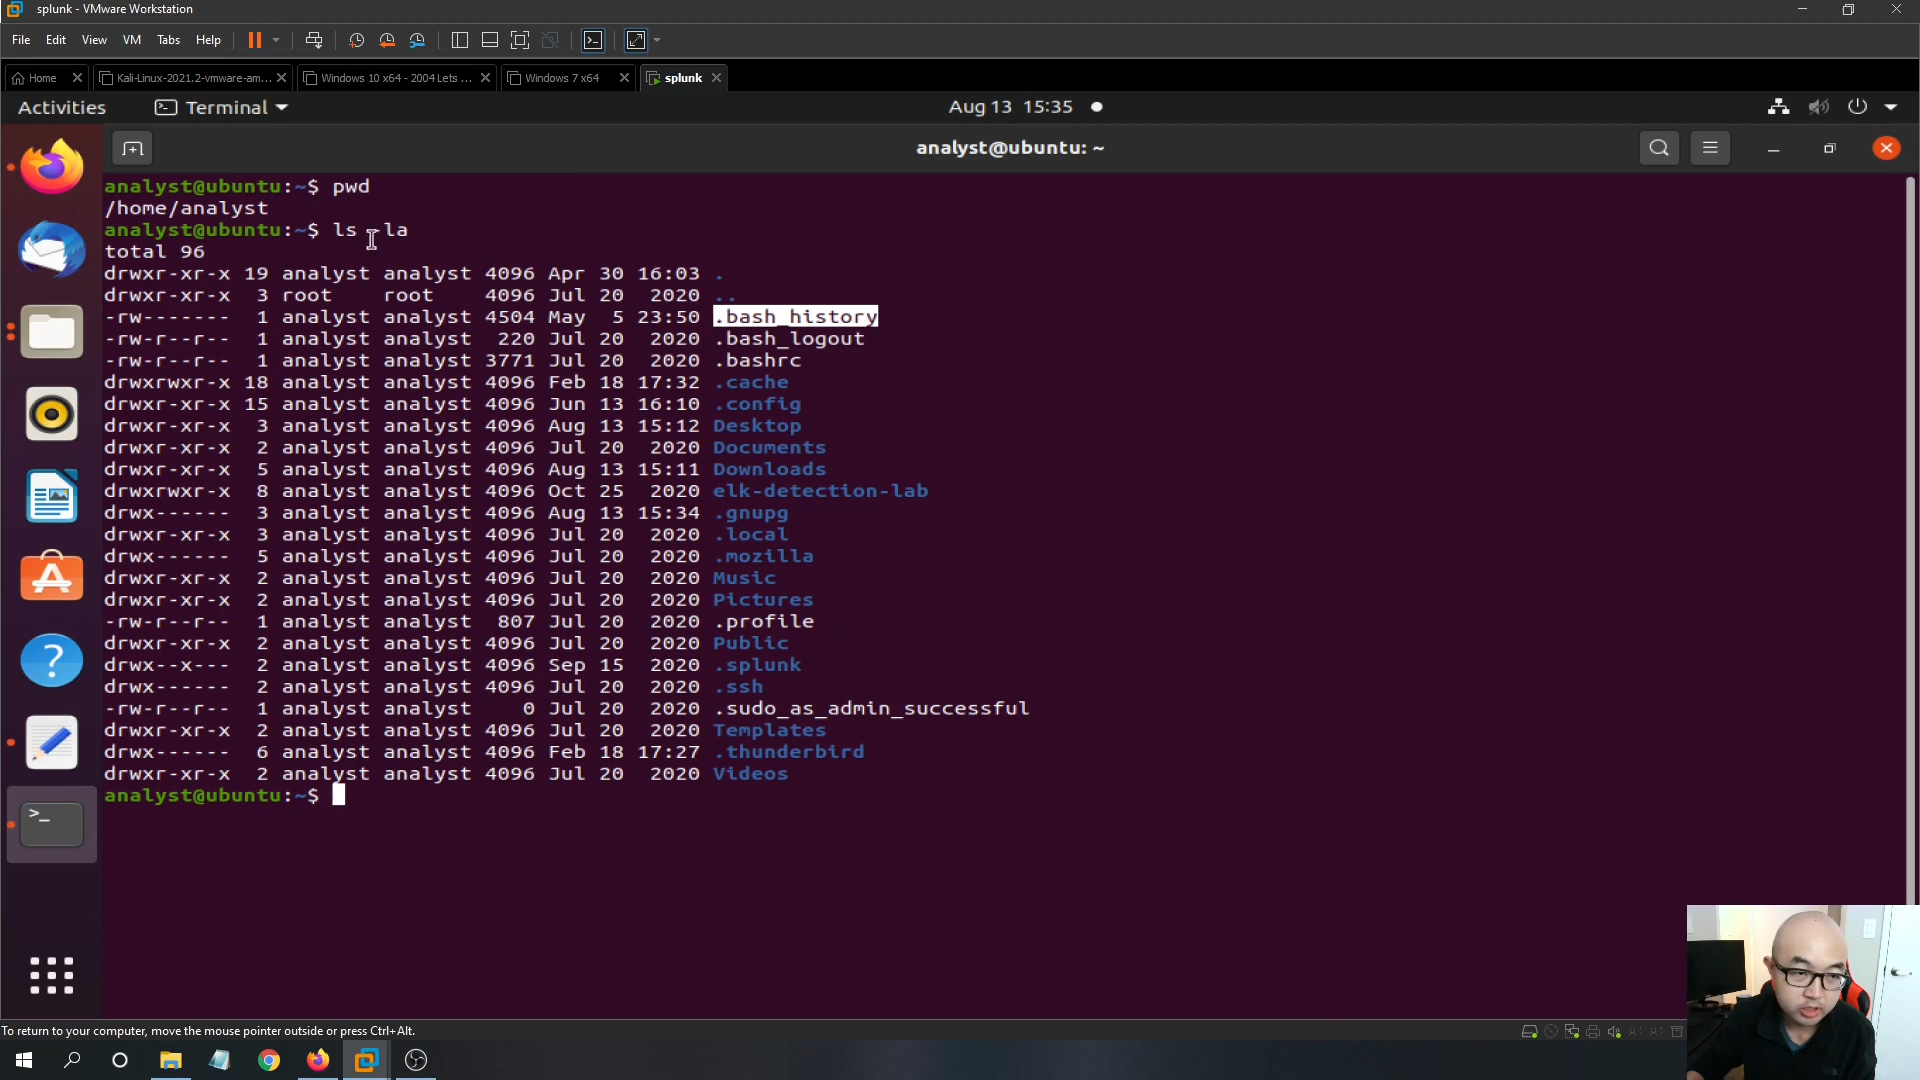 splunk - VMware Workstation
File Edit View VM Tabs Help
Home Kali-Linux-2021.2-vmware-am... Windows 10 x64 - 2004 Lets ... Windows 7 x64 splunk
Activities Terminal Aug 13 15:35
analyst@ubuntu: ~
analyst@ubuntu:~$ pwd
/home/analyst
analyst@ubuntu:~$ ls -la
total 96
drwxr-xr-x 19 analyst analyst 4096 Apr 30 16:03 .
drwxr-xr-x 3 root root 4096 Jul 20 2020 ..
-rw------- 1 analyst analyst 4504 May 5 23:50 .bash_history
-rw-r--r-- 1 analyst analyst 220 Jul 20 2020 .bash_logout
-rw-r--r-- 1 analyst analyst 3771 Jul 20 2020 .bashrc
drwxrwxr-x 18 analyst analyst 4096 Feb 18 17:32 .cache
drwxr-xr-x 15 analyst analyst 4096 Jun 13 16:10 .config
drwxr-xr-x 3 analyst analyst 4096 Aug 13 15:12 Desktop
drwxr-xr-x 2 analyst analyst 4096 Jul 20 2020 Documents
drwxr-xr-x 5 analyst analyst 4096 Aug 13 15:11 Downloads
drwxrwxr-x 8 analyst analyst 4096 Oct 25 2020 elk-detection-lab
drwx------ 3 analyst analyst 4096 Aug 13 15:34 .gnupg
drwxr-xr-x 3 analyst analyst 4096 Jul 20 2020 .local
drwx------ 5 analyst analyst 4096 Jul 20 2020 .mozilla
drwxr-xr-x 2 analyst analyst 4096 Jul 20 2020 Music
drwxr-xr-x 2 analyst analyst 4096 Jul 20 2020 Pictures
-rw-r--r-- 1 analyst analyst 807 Jul 20 2020 .profile
drwxr-xr-x 2 analyst analyst 4096 Jul 20 2020 Public
drwx--x--- 2 analyst analyst 4096 Sep 15 2020 .splunk
drwx------ 2 analyst analyst 4096 Jul 20 2020 .ssh
-rw-r--r-- 1 analyst analyst 0 Jul 20 2020 .sudo_as_admin_successful
drwxr-xr-x 2 analyst analyst 4096 Jul 20 2020 Templates
drwx------ 6 analyst analyst 4096 Feb 18 17:27 .thunderbird
drwxr-xr-x 2 analyst analyst 4096 Jul 20 2020 Videos
analyst@ubuntu:~$
To return to your computer, move the mouse pointer outside or press Ctrl+Alt.